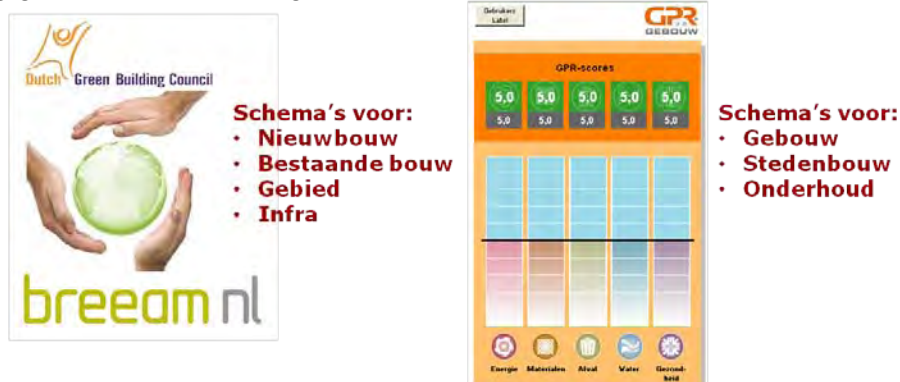 Dutch Green Building Council
Schema's voor:
• Nieuwbouw
• Bestaande bouw
• Gebied
• Infra
breeam nl
Gebruikers
Label
GPR
GEBOUW
GPR-scores
5,0 5,0 5,0 5,0 5,0
5,0 5,0 5,0 5,0 5,0
Energie Materialen Afval Water Gezond-
heid
Schema's voor:
• Gebouw
• Stedenbouw
• Onderhoud